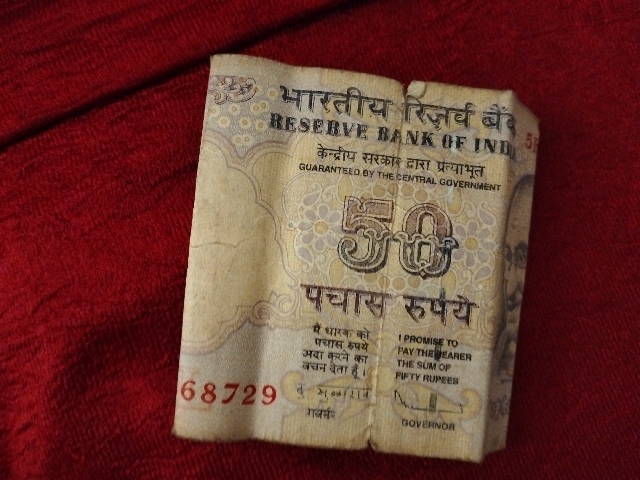 भारतीय रिज़र्व बैंक
RESERVE BANK OF INDI
5
केन्द्रीय सरकार द्वारा प्रत्याभूत
GUARANTEED BY THE CENTRAL GOVERNMENT
50
पचास रुपये
मैं धारक को
पचास रुपये
अदा करने का
वचन देता हूँ।
I PROMISE TO
PAY THE BEARER
THE SUM OF
FIFTY RUPEES
68729
गवर्नर
GOVERNOR